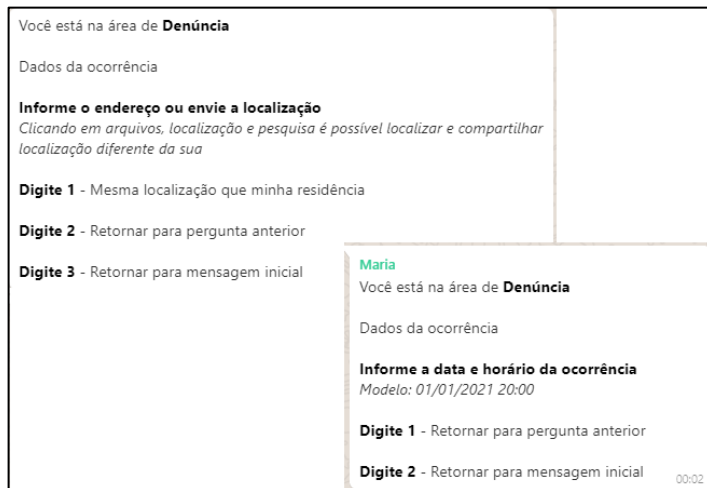 Você está na área de Denúncia
Dados da ocorrência
Informe o endereço ou envie a localização
Clicando em arquivos, localização e pesquisa é possível localizar e compartilhar
localização diferente da sua
Digite 1 - Mesma localização que minha residência
Digite 2 - Retornar para pergunta anterior
Digite 3 - Retornar para mensagem inicial
Maria
Você está na área de Denúncia
Dados da ocorrência
Informe a data e horário da ocorrência
Modelo: 01/01/2021 20:00
Digite 1 - Retornar para pergunta anterior
Digite 2 - Retornar para mensagem inicial
00:02